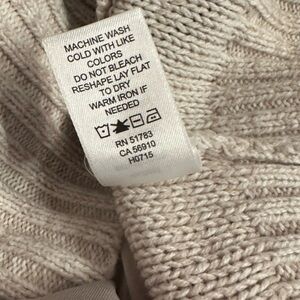 MACHINE WASH
COLD WITH LIKE
COLORS
DO NOT BLEACH
RESHAPE LAY FLAT
TO DRY
WARM IRON IF
NEEDED
RN 51783
CA 56910
H0715